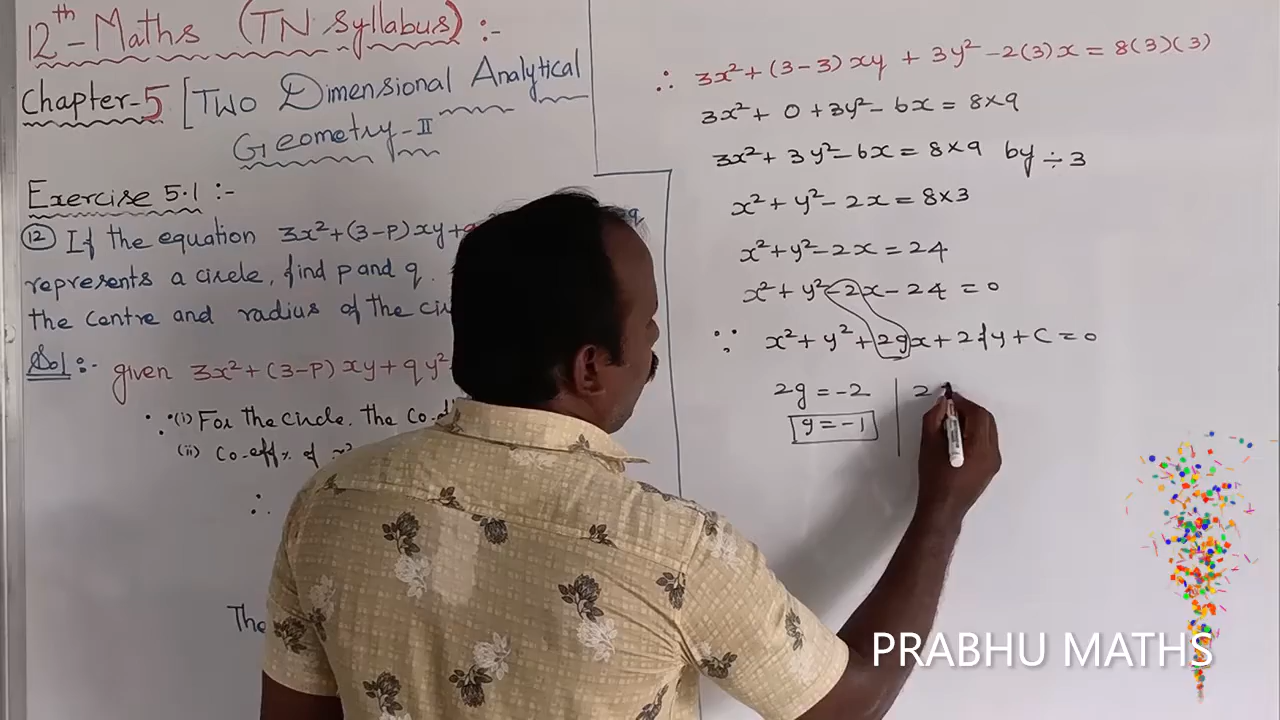 12th - Maths (TN Syllabus) :-
Chapter-5 [Two Dimensional Analytical
Geometry-II
Exercise 5.1 :-
(12) If the equation 3x² + (3-P) xy +
represents a circle, find p and q.
the centre and radius of the
Sol :- given 3x² + (3-P) xy + qy²
∵ (i) For the circle, the co-
(ii) co-eff% of x²
∴
The
∴ 3x² + (3-3) xy + 3y² - 2(3)x = 8(3)(3)
3x² + 0 + 3y² - 6x = 8×9
3x² + 3y² - 6x = 8×9 by ÷ 3
x² + y² - 2x = 8×3
x² + y² - 2x = 24
x² + y² - 2x - 24 = 0
∵ x² + y² + 2gx + 2fy + C = 0
2g = -2 | 2
g = -1
PRABHU MATHS